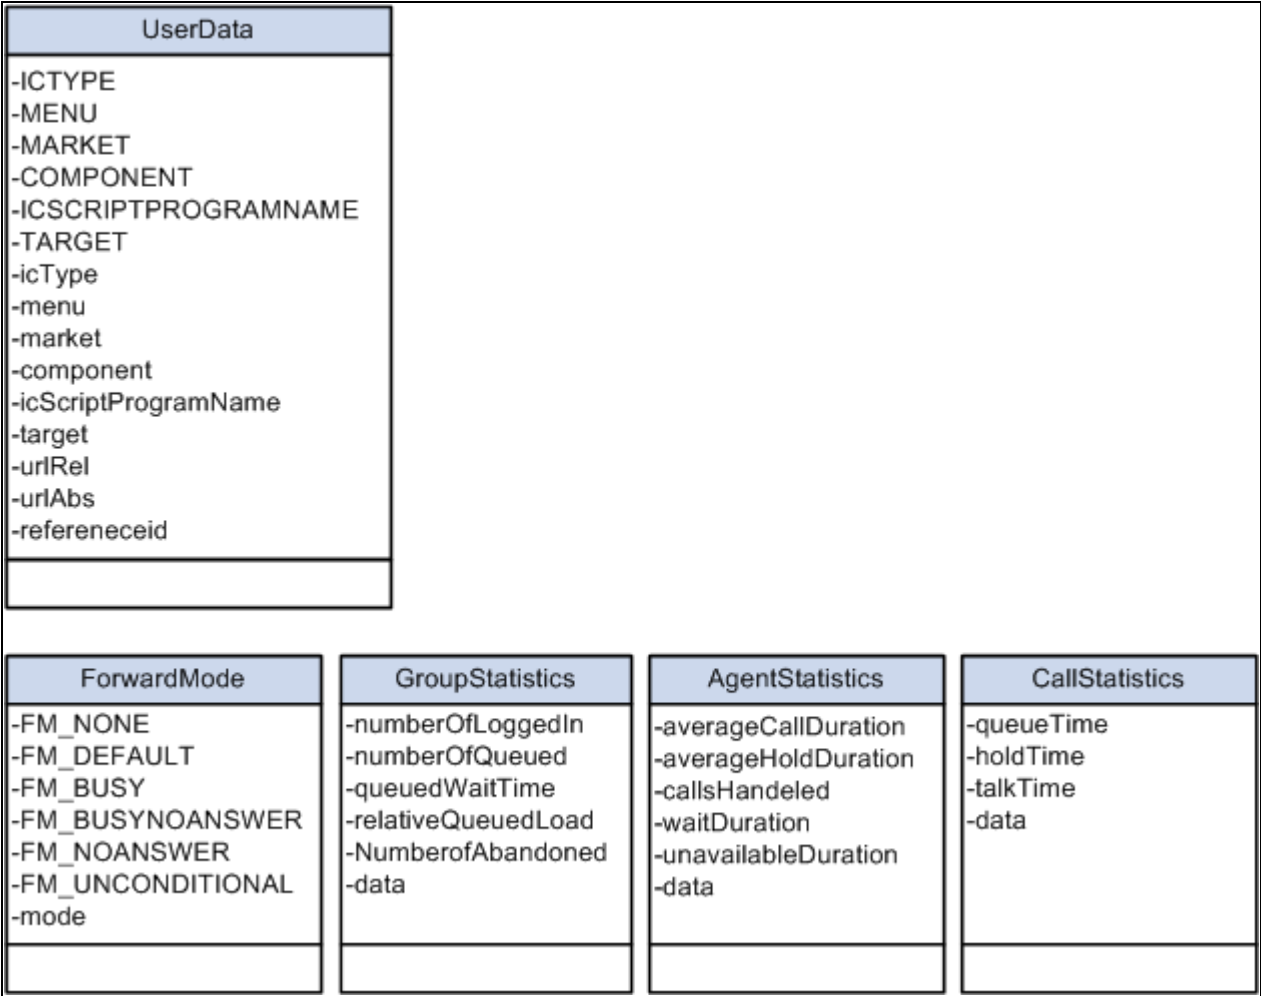 UserData
-ICTYPE
-MENU
-MARKET
-COMPONENT
-ICSCRIPTPROGRAMNAME
-TARGET
-icType
-menu
-market
-component
-icScriptProgramName
-target
-urlRel
-urlAbs
-refereneceid
ForwardMode
-FM_NONE
-FM_DEFAULT
-FM_BUSY
-FM_BUSYNOANSWER
-FM_NOANSWER
-FM_UNCONDITIONAL
-mode
GroupStatistics
-numberOfLoggedIn
-numberOfQueued
-queuedWaitTime
-relativeQueuedLoad
-NumberofAbandoned
-data
AgentStatistics
-averageCallDuration
-averageHoldDuration
-callsHandeled
-waitDuration
-unavailableDuration
-data
CallStatistics
-queueTime
-holdTime
-talkTime
-data